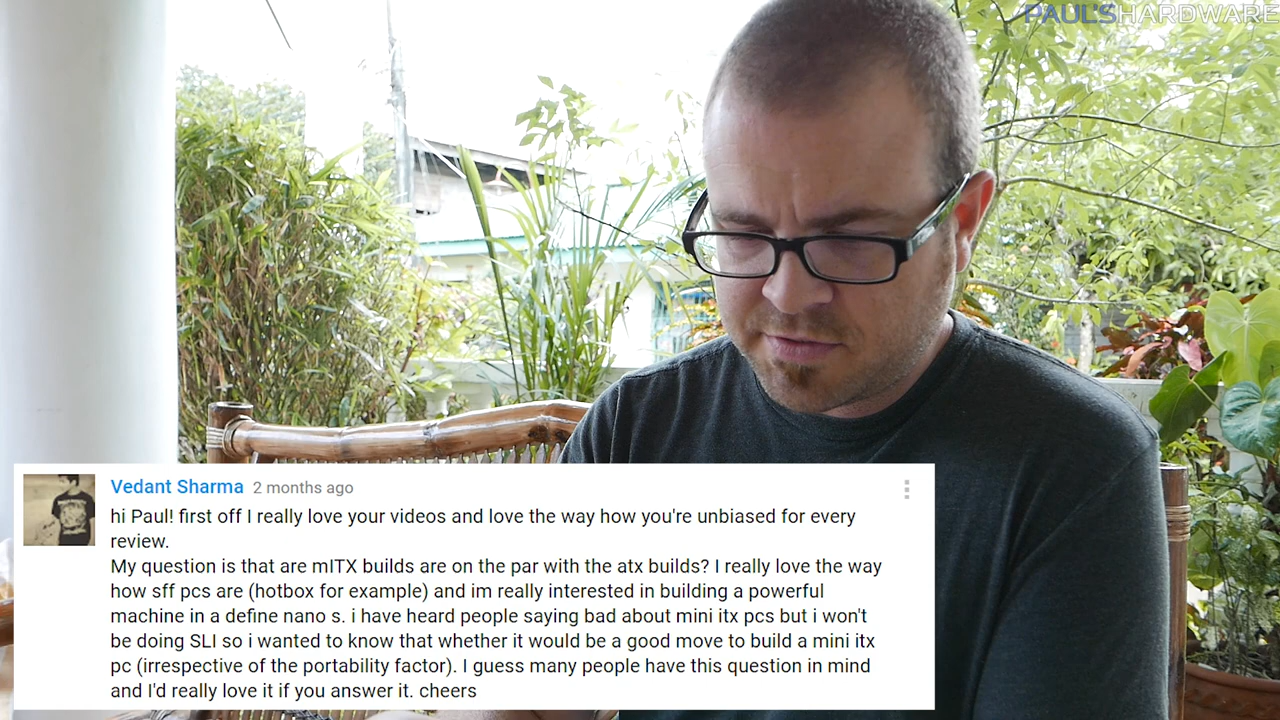 PAUL'SHARDWARE
Vedant Sharma 2 months ago
hi Paul! first off I really love your videos and love the way how you're unbiased for every
review.
My question is that are mITX builds are on the par with the atx builds? I really love the way
how sff pcs are (hotbox for example) and im really interested in building a powerful
machine in a define nano s. i have heard people saying bad about mini itx pcs but i won't
be doing SLI so i wanted to know that whether it would be a good move to build a mini itx
pc (irrespective of the portability factor). I guess many people have this question in mind
and I'd really love it if you answer it. cheers